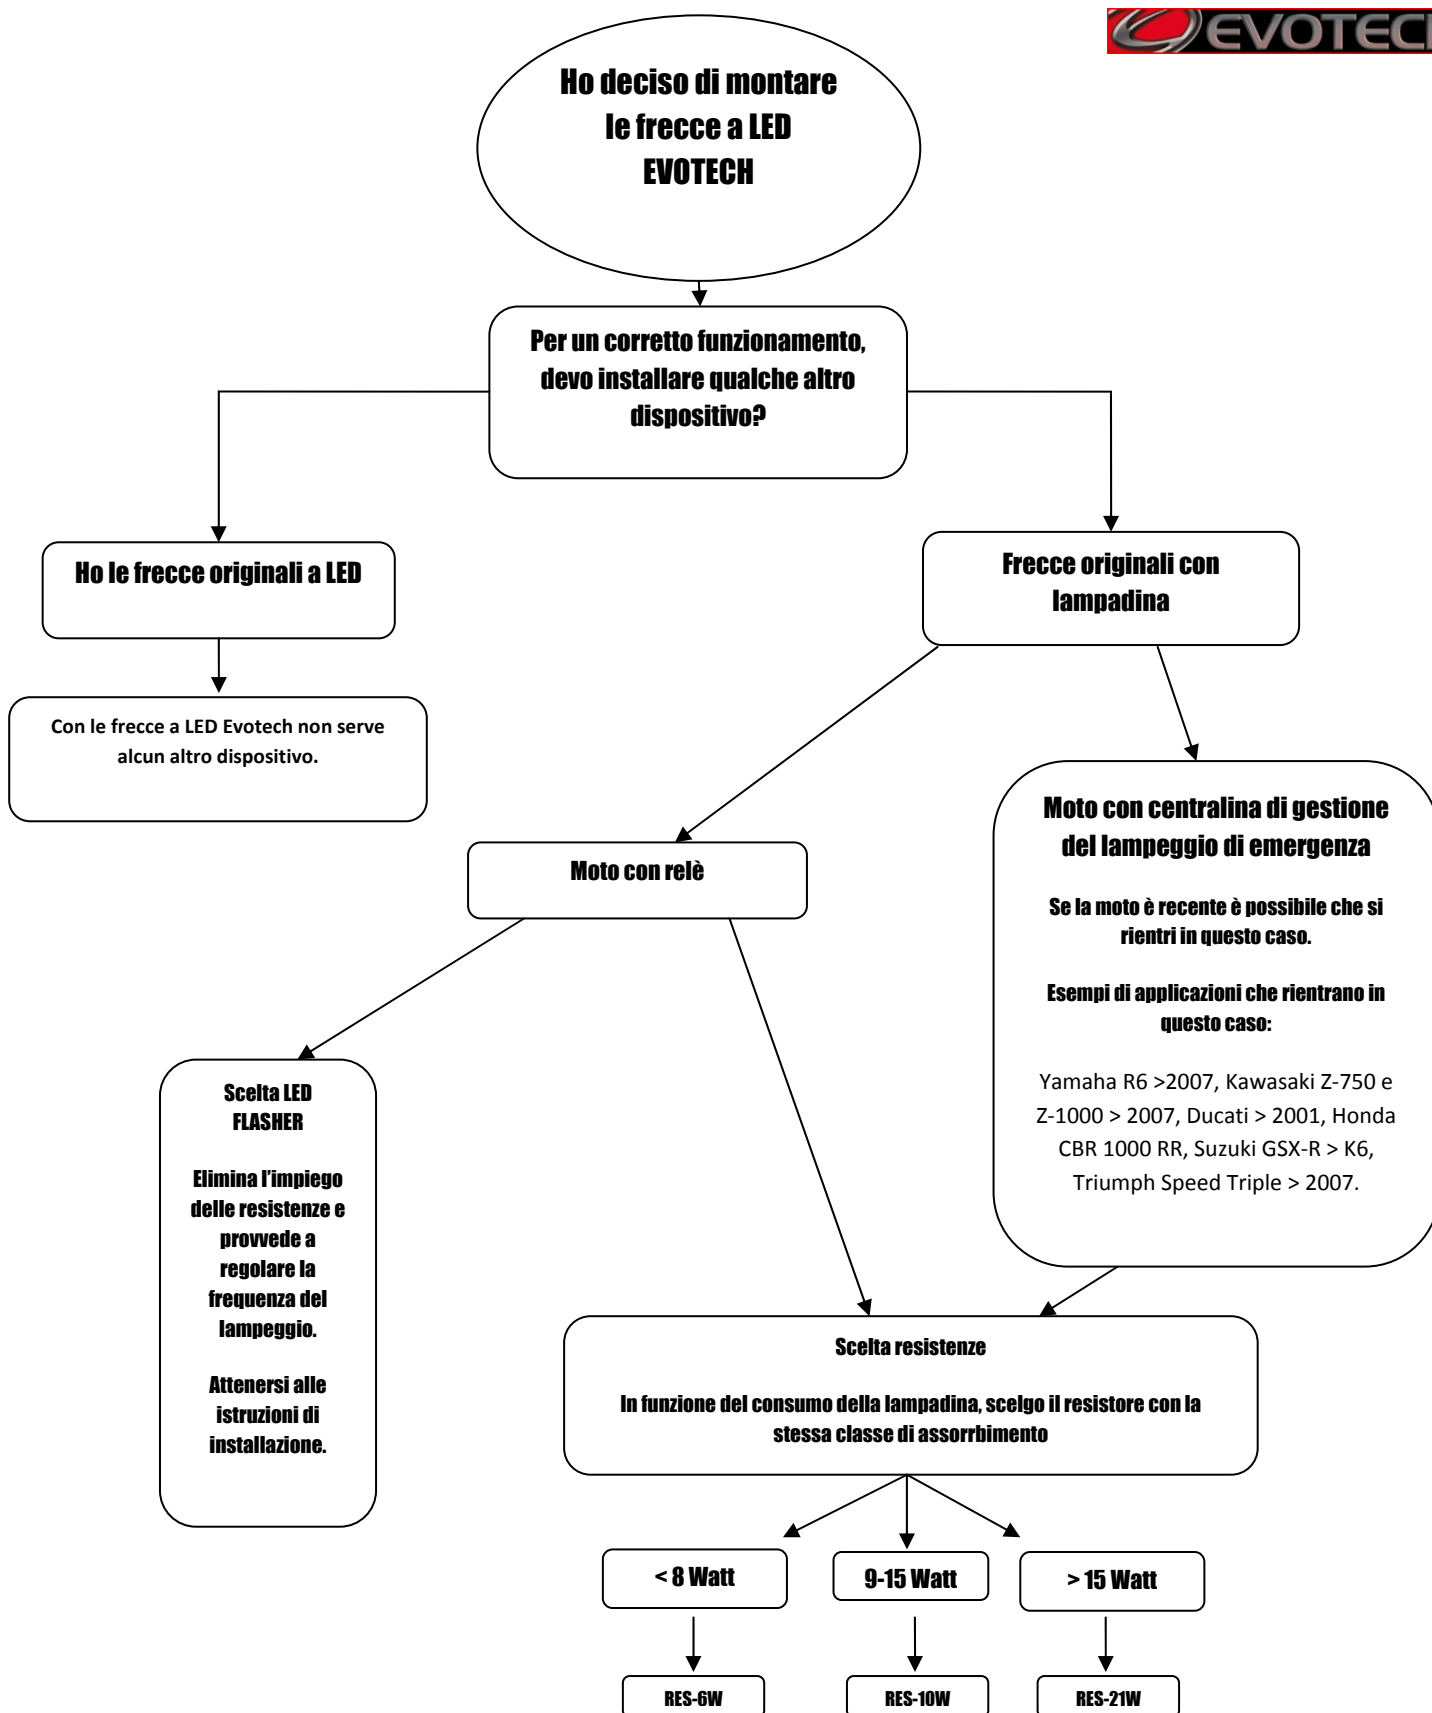 EVOTECH
Ho deciso di montare
le frecce a LED
EVOTECH
Per un corretto funzionamento,
devo installare qualche altro
dispositivo?
Ho le frecce originali a LED
Frecce originali con
lampadina
Con le frecce a LED Evotech non serve
alcun altro dispositivo.
Moto con relè
Moto con centralina di gestione
del lampeggio di emergenza
Se la moto è recente è possibile che si
rientri in questo caso.
Esempi di applicazioni che rientrano in
questo caso:
Yamaha R6 >2007, Kawasaki Z-750 e
Z-1000 > 2007, Ducati > 2001, Honda
CBR 1000 RR, Suzuki GSX-R > K6,
Triumph Speed Triple > 2007.
Scelta LED
FLASHER
Elimina l'impiego
delle resistenze e
provvede a
regolare la
frequenza del
lampeggio.
Attenersi alle
istruzioni di
installazione.
Scelta resistenze
In funzione del consumo della lampadina, scelgo il resistore con la
stessa classe di assorrbimento
< 8 Watt
9-15 Watt
> 15 Watt
RES-6W
RES-10W
RES-21W